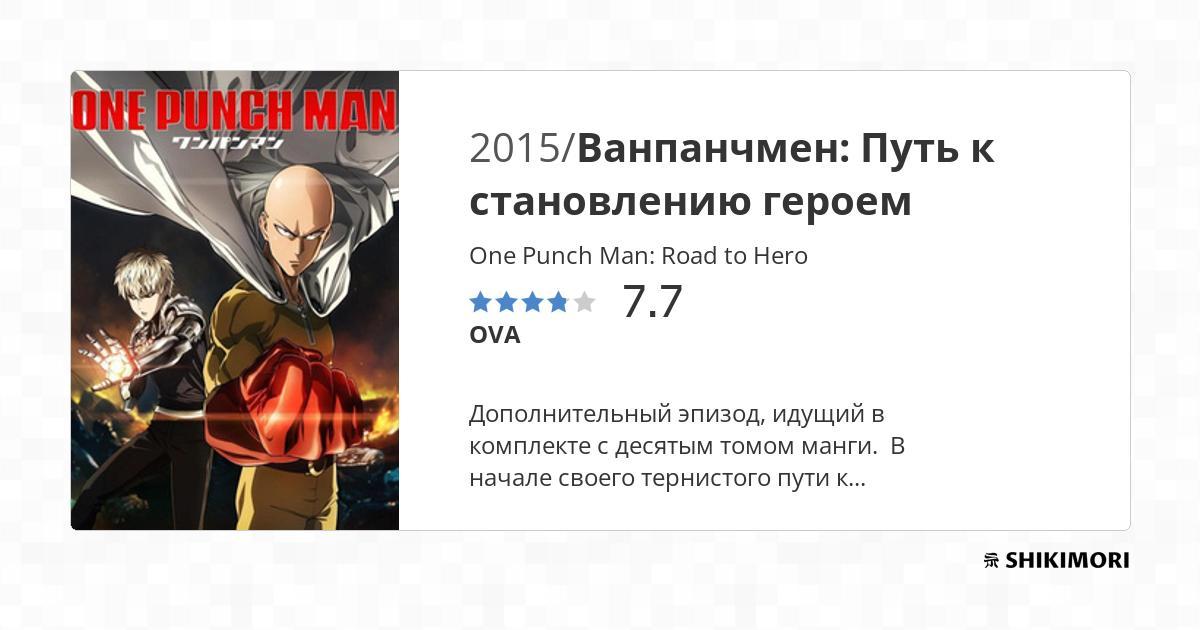 ONE PUNCH MAN
ワンパンマン
2015/Ванпанчмен: Путь к
становлению героем
One Punch Man: Road to Hero
7.7
OVA
Дополнительный эпизод, идущий в
комплекте с десятым томом манги.  В
начале своего тернистого пути к...
SHIKIMORI